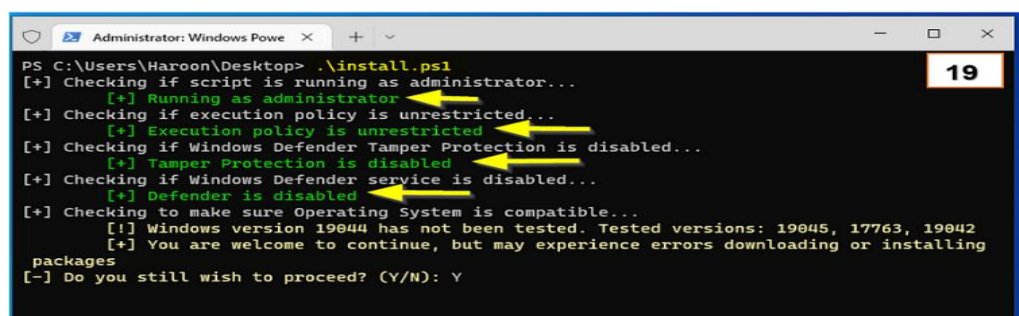 Administrator: Windows Powe
19
PS C:\Users\Haroon\Desktop> .\install.ps1
[+] Checking if script is running as administrator...
[+] Running as administrator
[+] Checking if execution policy is unrestricted...
[+] Execution policy is unrestricted
[+] Checking if Windows Defender Tamper Protection is disabled...
[+] Tamper Protection is disabled
[+] Checking if Windows Defender service is disabled...
[+] Defender is disabled
[+] Checking to make sure Operating System is compatible...
[!] Windows version 19044 has not been tested. Tested versions: 19045, 17763, 19042
[+] You are welcome to continue, but may experience errors downloading or installing
packages
[-] Do you still wish to proceed? (Y/N): Y